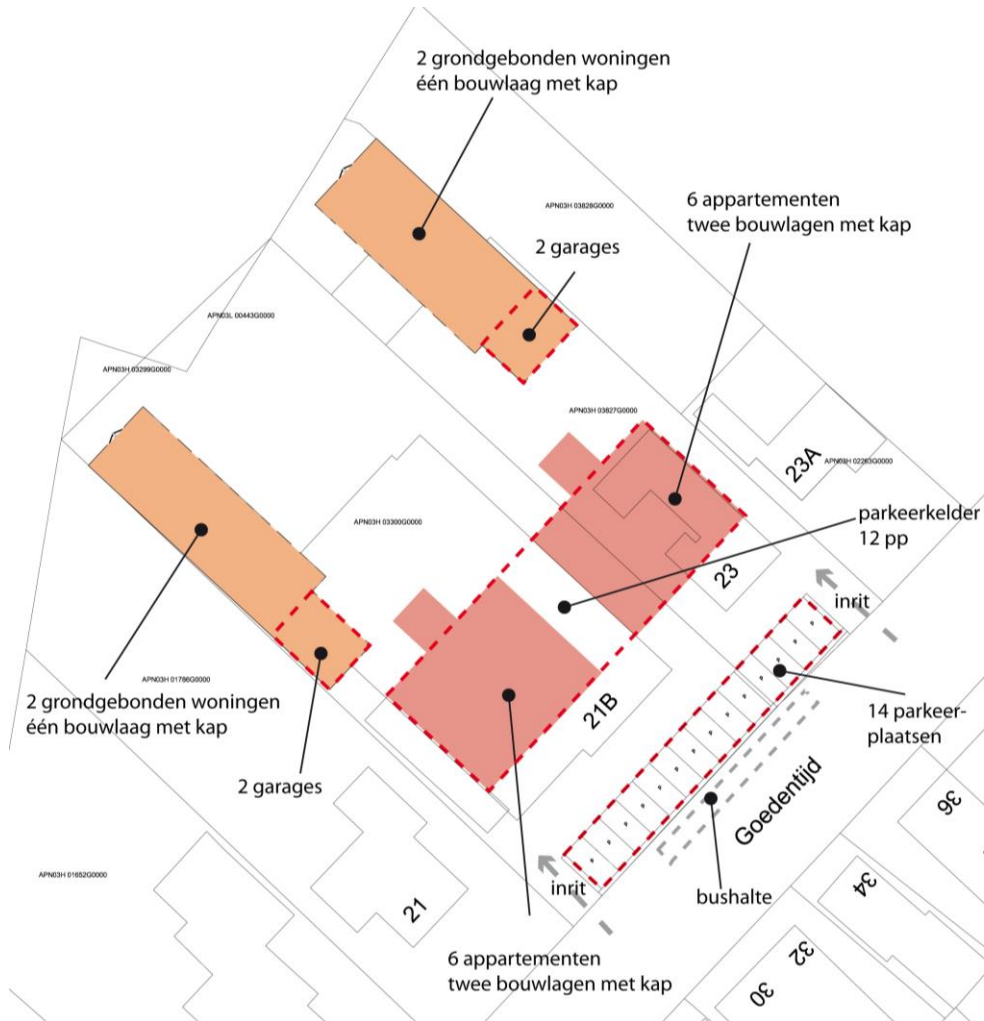 2 grondgebonden woningen
één bouwlaag met kap
6 appartementen
twee bouwlagen met kap
APN03H 03828G0000
2 garages
APN03L 00443G0000
APN03H 03299G0000
APN03H 03827G0000
23A
APN03H 02263G0000
parkeerkelder
12 pp
APN03H 03300G0000
23
inrit
2 grondgebonden woningen
één bouwlaag met kap
APN03H 01786G0000
21B
14 parkeer-
plaatsen
2 garages
Goedentijd
36
APN03H 01652G0000
21
inrit
bushalte
34
6 appartementen
twee bouwlagen met kap
32
30
P
P
P
P
P
P
P
P
P
P
P
P
P
P